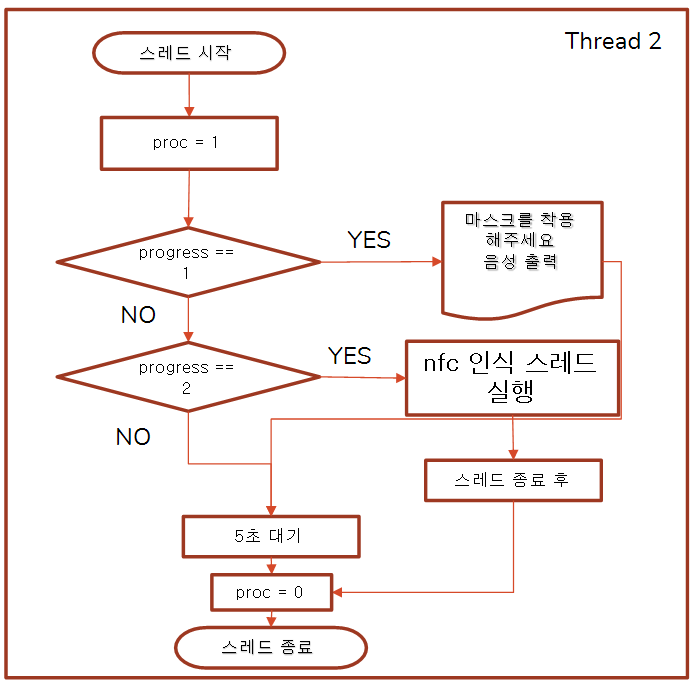 Thread 2
스레드 시작
proc = 1
progress ==
1
YES
마스크를 착용
해주세요
음성 출력
NO
progress ==
2
YES
nfc 인식 스레드
실행
NO
스레드 종료 후
5초 대기
proc = 0
스레드 종료